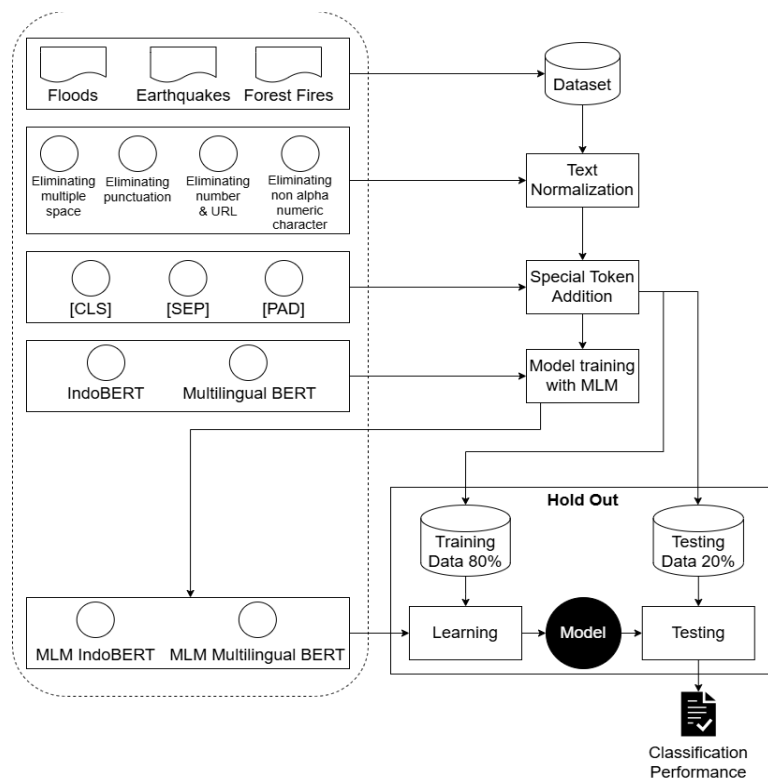 Floods
Earthquakes
Forest Fires
Dataset
Eliminating
multiple
space
Eliminating
punctuation
Eliminating
number
& URL
Eliminating
non alpha
numeric
character
Text
Normalization
[CLS]
[SEP]
[PAD]
Special Token
Addition
IndoBERT
Multilingual BERT
Model training
with MLM
Hold Out
Training
Data 80%
Testing
Data 20%
MLM IndoBERT
MLM Multilingual BERT
Learning
Model
Testing
Classification
Performance